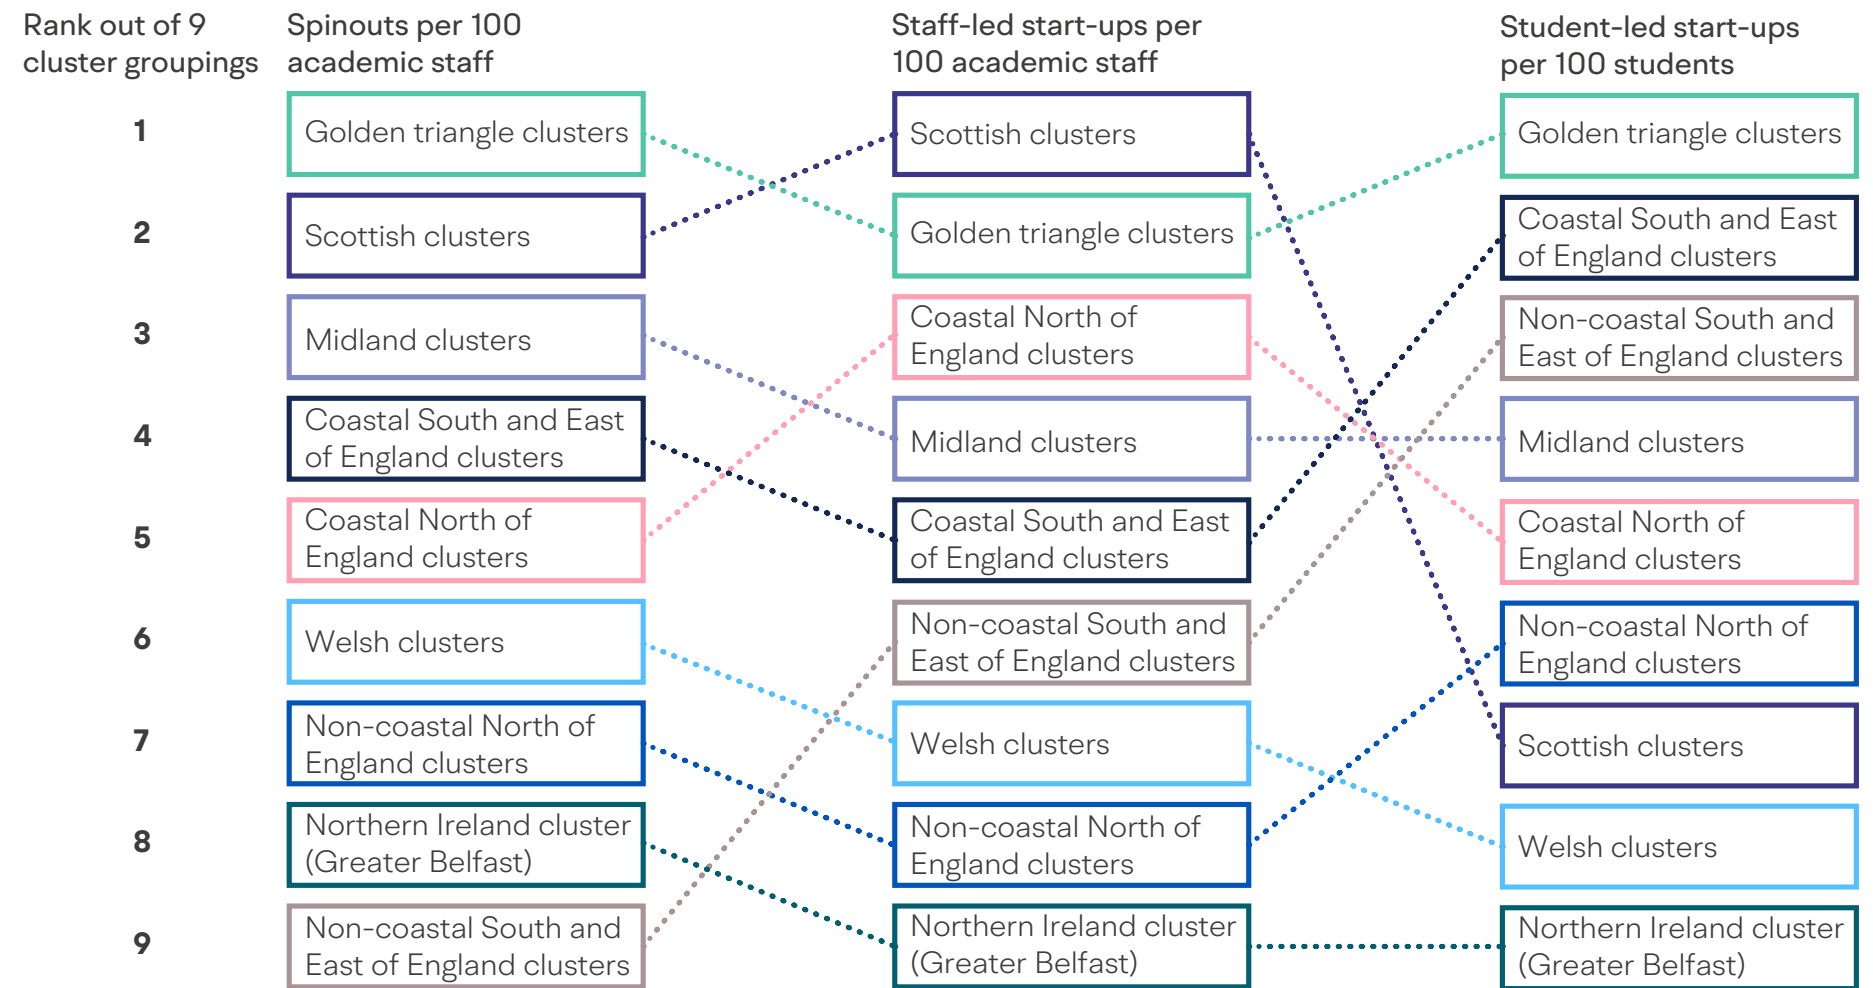 Rank out of 9
cluster groupings
Spinouts per 100
academic staff
Staff-led start-ups per
100 academic staff
Student-led start-ups
per 100 students
1
Golden triangle clusters
Scottish clusters
Golden triangle clusters
2
Scottish clusters
Golden triangle clusters
Coastal South and East
of England clusters
3
Midland clusters
Coastal North of
England clusters
Non-coastal South and
East of England clusters
4
Coastal South and East
of England clusters
Midland clusters
Midland clusters
5
Coastal North of
England clusters
Coastal South and East
of England clusters
Coastal North of
England clusters
6
Welsh clusters
Non-coastal South and
East of England clusters
Non-coastal North of
England clusters
7
Non-coastal North of
England clusters
Welsh clusters
Scottish clusters
8
Northern Ireland cluster
(Greater Belfast)
Non-coastal North of
England clusters
Welsh clusters
9
Non-coastal South and
East of England clusters
Northern Ireland cluster
(Greater Belfast)
Northern Ireland cluster
(Greater Belfast)